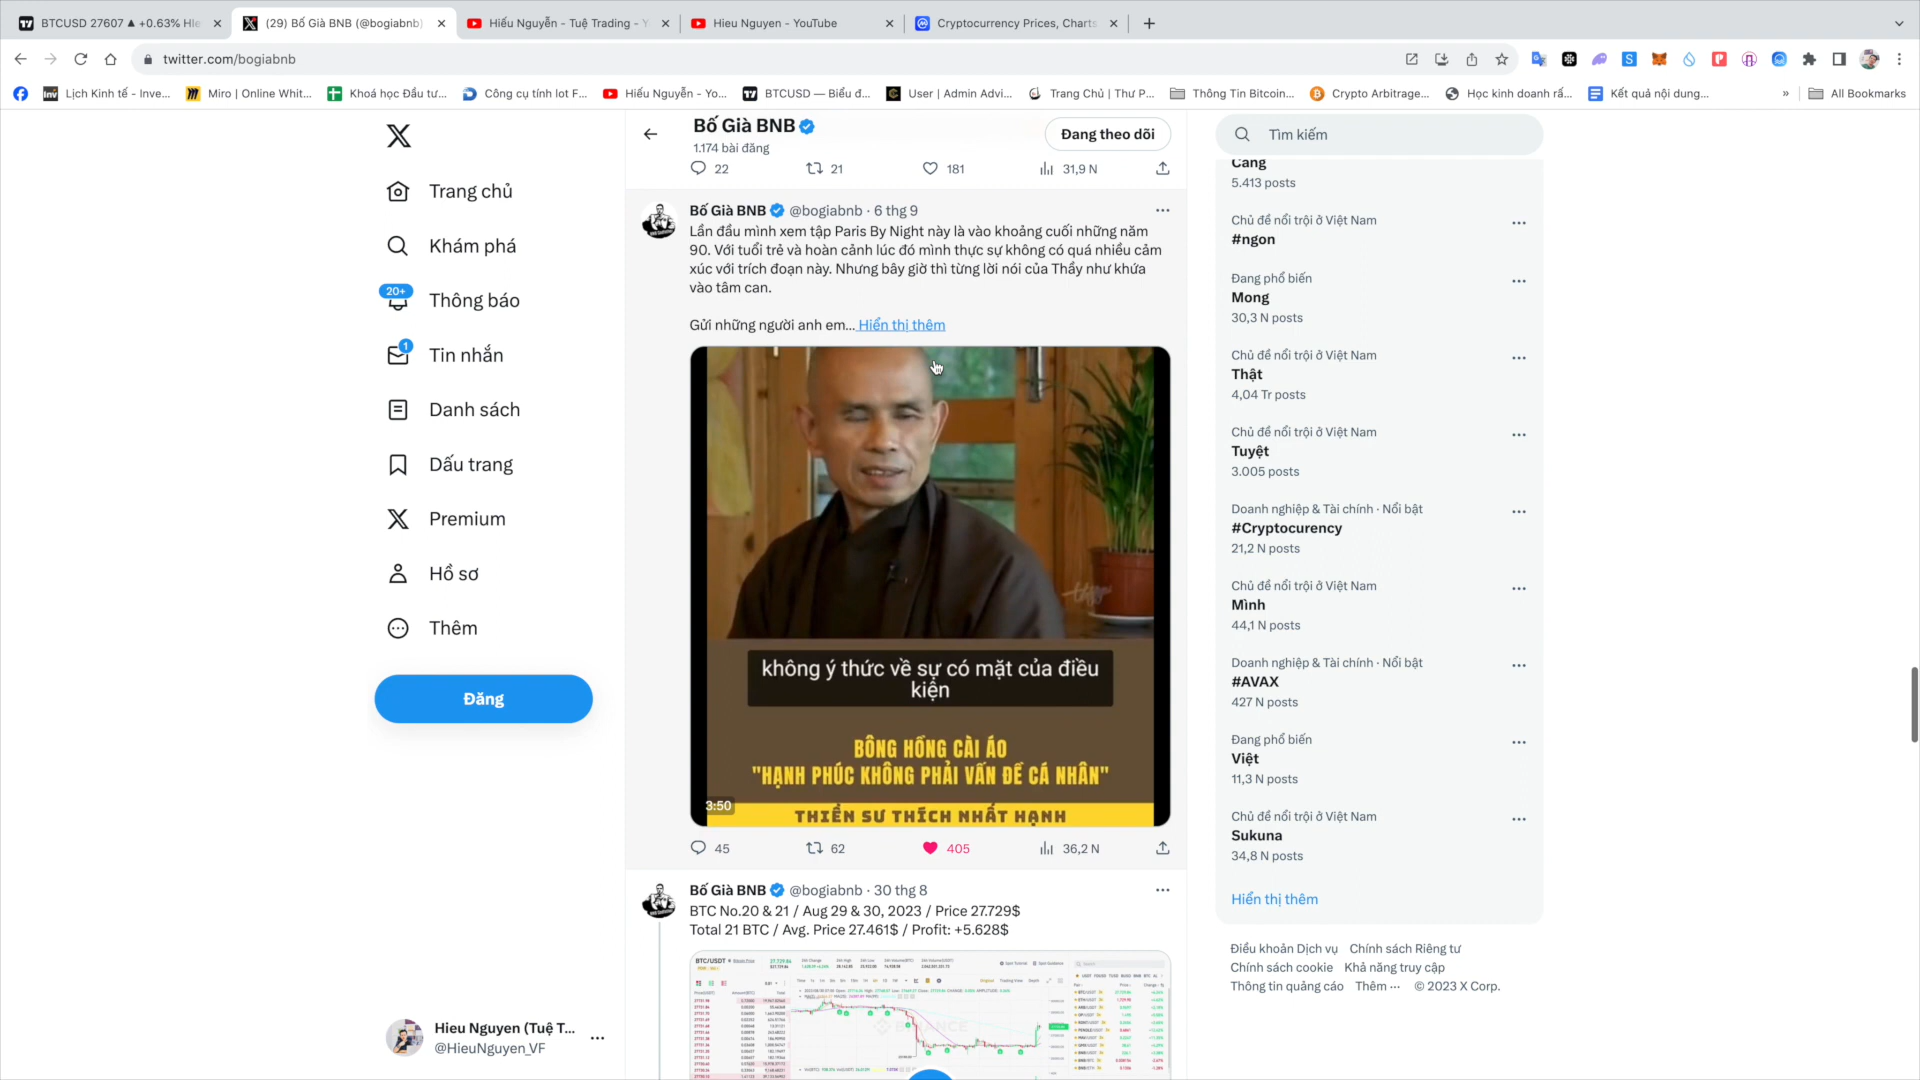 BTCUSD 27607 ▲ +0.63% Hie
(29) Bố Già BNB (@bogiabnb)
Hiếu Nguyễn - Tuệ Trading - Y
Hieu Nguyen - YouTube
Cryptocurrency Prices, Charts
twitter.com/bogiabnb
Lịch Kinh tế - Inve...
Miro | Online Whit...
Khoá học Đầu tư...
Công cụ tính lot F...
Hiếu Nguyễn - Yo...
BTCUSD — Biểu đ...
User | Admin Advi...
Trang Chủ | Thư P...
Thông Tin Bitcoin...
Crypto Arbitrage...
Học kinh doanh rấ...
Kết quả nội dung...
»
All Bookmarks
Trang chủ
Khám phá
20+
Thông báo
1
Tin nhắn
Danh sách
Dấu trang
Premium
Hồ sơ
Thêm
Đăng
Hieu Nguyen (Tuệ T...
@HieuNguyen_VF
Bố Già BNB
1.174 bài đăng
Đang theo dõi
22 21 181 31,9 N
Bố Già BNB @bogiabnb · 6 thg 9
Lần đầu mình xem tập Paris By Night này là vào khoảng cuối những năm
90. Với tuổi trẻ và hoàn cảnh lúc đó mình thực sự không có quá nhiều cảm
xúc với trích đoạn này. Nhưng bây giờ thì từng lời nói của Thầy như khứa
vào tâm can.
Gửi những người anh em... Hiển thị thêm
không ý thức về sự có mặt của điều
kiện
BÔNG HỒNG CÀI ÁO
"HẠNH PHÚC KHÔNG PHẢI VẤN ĐỀ CÁ NHÂN"
3:50
THIỀN SƯ THÍCH NHẤT HẠNH
45 62 405 36,2 N
Bố Già BNB @bogiabnb · 30 thg 8
BTC No.20 & 21 / Aug 29 & 30, 2023 / Price 27.729$
Total 21 BTC / Avg. Price 27.461$ / Profit: +5.628$
BTC/USDT
BINANCE
Tìm kiếm
Cang
5.413 posts
Chủ đề nổi trội ở Việt Nam
#ngon
Đang phổ biến
Mong
30,3 N posts
Chủ đề nổi trội ở Việt Nam
Thật
4,04 Tr posts
Chủ đề nổi trội ở Việt Nam
Tuyệt
3.005 posts
Doanh nghiệp & Tài chính · Nổi bật
#Cryptocurency
21,2 N posts
Chủ đề nổi trội ở Việt Nam
Mình
44,1 N posts
Doanh nghiệp & Tài chính · Nổi bật
#AVAX
427 N posts
Đang phổ biến
Việt
11,3 N posts
Chủ đề nổi trội ở Việt Nam
Sukuna
34,8 N posts
Hiển thị thêm
Điều khoản Dịch vụ Chính sách Riêng tư
Chính sách cookie Khả năng truy cập
Thông tin quảng cáo Thêm ··· © 2023 X Corp.